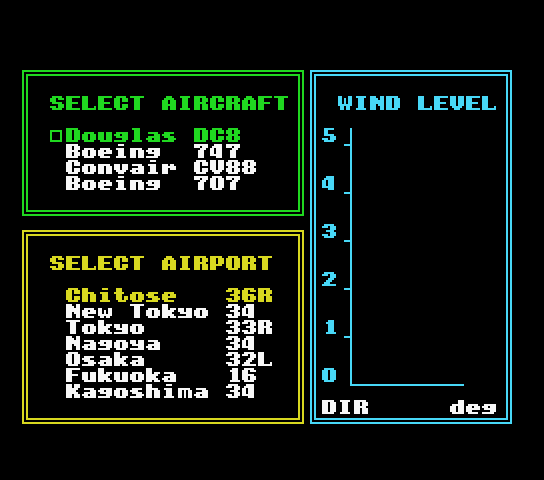 SELECT AIRCRAFT
Douglas DC8
Boeing 747
Convair CV88
Boeing 707
SELECT AIRPORT
Chitose 36R
New Tokyo 34
Tokyo 33R
Nagoya 34
Osaka 32L
Fukuoka 16
Kagoshima 34
WIND LEVEL
5
4
3
2
1
0
DIR deg